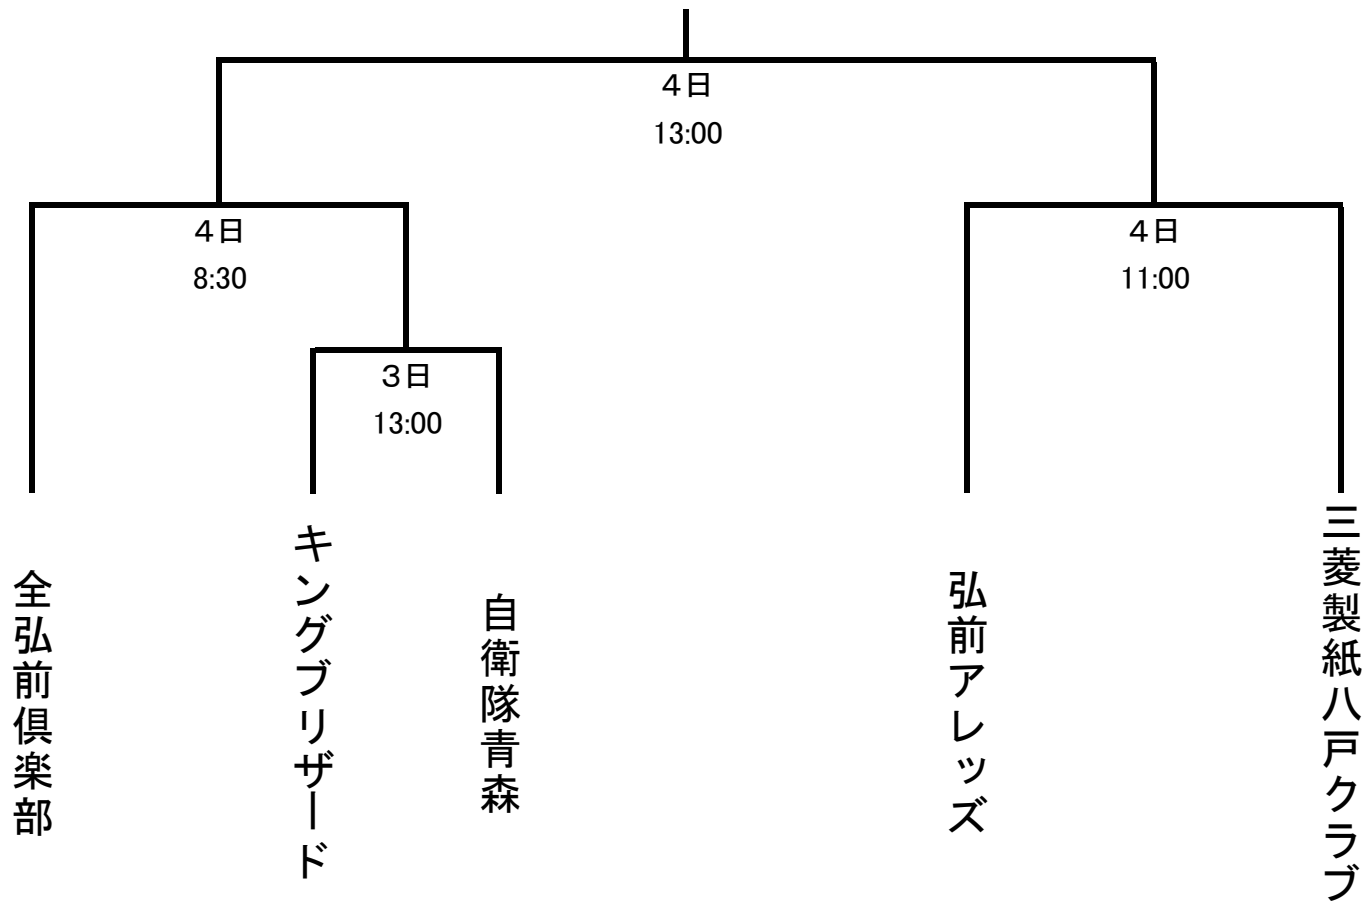 ４日
13:00
４日
8:30
４日
11:00
３日
13:00
全弘前倶楽部
キングブリザード
自衛隊青森
弘前アレッズ
三菱製紙八戸クラブ